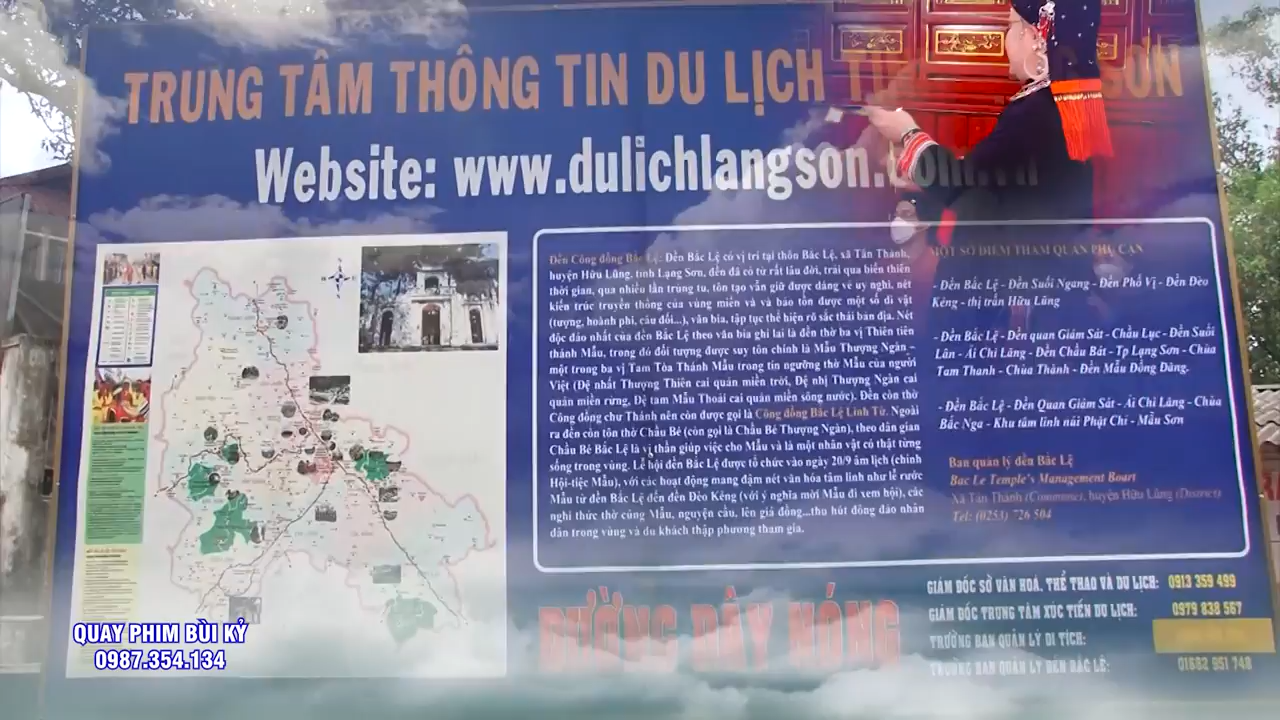 TRUNG TÂM THÔNG TIN DU LỊCH SƠN
Website: www.dulichlangson.com.vn
Đền Công đồng Bắc Lệ: Đền Bắc Lệ có vị trí tại thôn Bắc Lệ, xã Tân Thành,
huyện Hữu Lũng, tỉnh Lạng Sơn, đền đã có từ rất lâu đời, trải qua biến thiên
thời gian, qua nhiều lần trùng tu, tôn tạo vẫn giữ được dáng vẻ uy nghi, nét
kiến trúc truyền thống của vùng miền và và bảo tồn được một số di vật
(tượng, hoành phi, câu đối...), văn bia, tập tục thể hiện rõ sắc thái bản địa. Nét
độc đáo nhất của đền Bắc Lệ theo văn bia ghi lại là đền thờ ba vị Thiên tiên
thánh Mẫu, trong đó đối tượng được suy tôn chính là Mẫu Thượng Ngàn –
một trong ba vị Tam Tòa Thánh Mẫu trong tín ngưỡng thờ Mẫu của người
Việt (Đệ nhất Thượng Thiên cai quản miền trời, Đệ nhị Thượng Ngàn cai
quản miền rừng, Đệ tam Mẫu Thoải cai quản miền sông nước). Đền còn thờ
Công đồng chư Thánh nên còn được gọi là Công đồng Bắc Lệ Linh Từ. Ngoài
ra đền còn tôn thờ Chầu Bé (còn gọi là Chầu Bé Thượng Ngàn), theo dân gian
Chầu Bé Bắc Lệ là vị thần giúp việc cho Mẫu và là một nhân vật có thật từng
sống trong vùng. Lễ hội đền Bắc Lệ được tổ chức vào ngày 20/9 âm lịch (chính
Hội-tiệc Mẫu), với các hoạt động mang đậm nét văn hóa tâm linh như lễ rước
Mẫu từ đền Bắc Lệ đến đền Đèo Kẻng (với ý nghĩa mời Mẫu đi xem hội), các
nghi thức thờ cúng Mẫu, nguyện cầu, lên giá đồng...thu hút đông đảo nhân
dân trong vùng và du khách thập phương tham gia.
MỘT SỐ ĐIỂM THAM QUAN PHỤ CẬN
- Đền Bắc Lệ - Đền Suối Ngang - Đền Phố Vị - Đền Đèo
Kẻng - thị trấn Hữu Lũng
- Đền Bắc Lệ - Đền quan Giám Sát - Chầu Lục - Đền Suối
Lân - Ải Chi Lăng - Đền Chầu Bát - Tp Lạng Sơn - Chùa
Tam Thanh - Chùa Thành - Đền Mẫu Đồng Đăng.
- Đền Bắc Lệ - Đền Quan Giám Sát - Ải Chi Lăng - Chùa
Bắc Nga - Khu tâm linh núi Phật Chỉ - Mẫu Sơn
Ban quản lý đền Bắc Lệ
Bac Le Temple's Management Boart
Xã Tân Thành (Commune), huyện Hữu Lũng (District)
Tel: (0253) 726 504
ĐƯỜNG DÂY NÓNG
GIÁM ĐỐC SỞ VĂN HOÁ, THỂ THAO VÀ DU LỊCH: 0913 359 499
GIÁM ĐỐC TRUNG TÂM XÚC TIẾN DU LỊCH: 0979 838 567
TRƯỞNG BAN QUẢN LÝ DI TÍCH:
TRƯỞNG BAN QUẢN LÝ ĐỀN BẮC LỆ: 01682 951 748
QUAY PHIM BÙI KỶ
0987.354.134